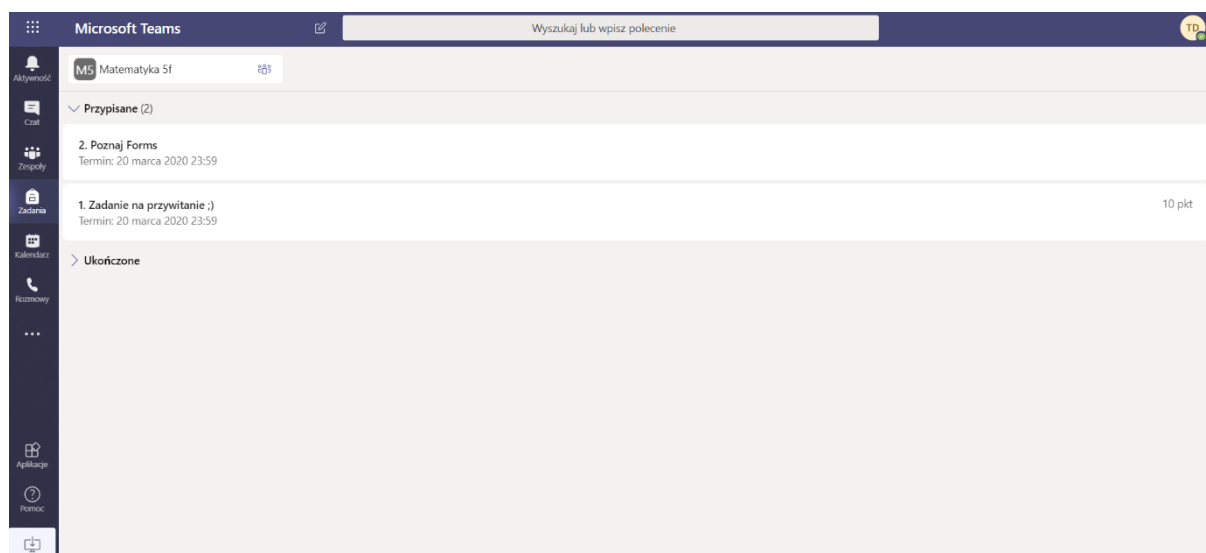 Microsoft Teams
Wyszukaj lub wpisz polecenie
TD
Aktywność
Czat
Zespoły
Zadania
Kalendarz
Rozmowy
Aplikacje
Pomoc
M5 Matematyka 5f
Przypisane (2)
2. Poznaj Forms
Termin: 20 marca 2020 23:59
1. Zadanie na przywitanie ;)
10 pkt
Termin: 20 marca 2020 23:59
Ukończone